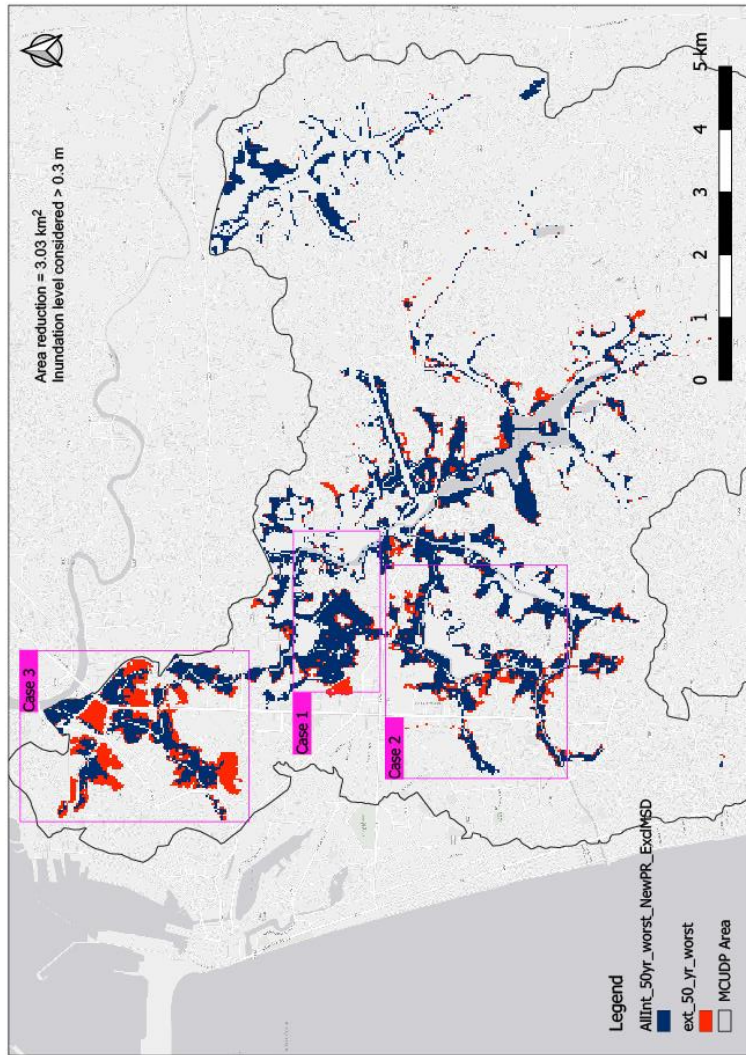 Area reduction = 3.03 km²
Inundation level considered > 0.3 m
Case 3
Case 1
Case 2
Legend
AllInt_50yr_worst_NewPR_ExclMSD
ext_50_yr_worst
MCUDP Area
0 1 2 3 4 5 km